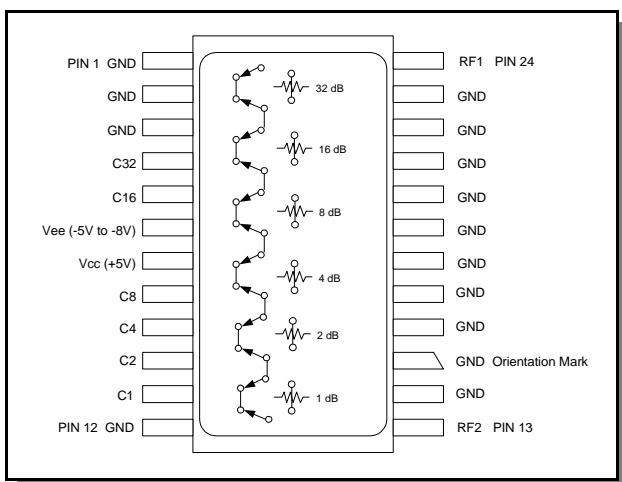 PIN 1 GND
GND
GND
C32
C16
Vee (-5V to -8V)
Vcc (+5V)
C8
C4
C2
C1
PIN 12 GND
32 dB
16 dB
8 dB
4 dB
2 dB
1 dB
RF1 PIN 24
GND
GND
GND
GND
GND
GND
GND
GND
GND Orientation Mark
GND
RF2 PIN 13